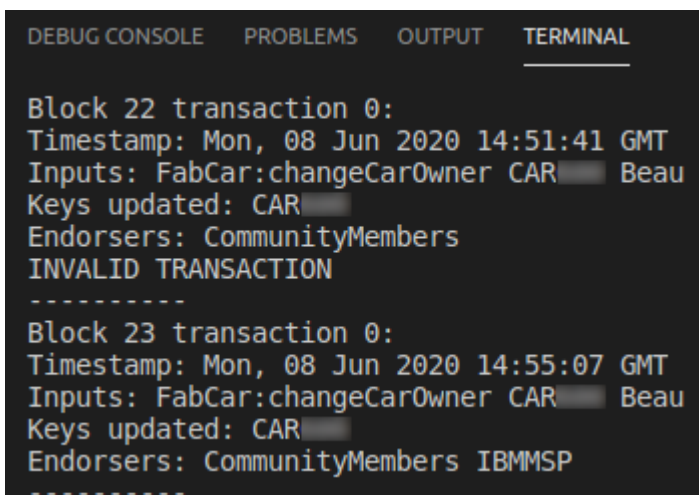 DEBUG CONSOLE PROBLEMS OUTPUT TERMINAL
Block 22 transaction 0:
Timestamp: Mon, 08 Jun 2020 14:51:41 GMT
Inputs: FabCar:changeCarOwner CAR Beau
Keys updated: CAR
Endorsers: CommunityMembers
INVALID TRANSACTION
----------
Block 23 transaction 0:
Timestamp: Mon, 08 Jun 2020 14:55:07 GMT
Inputs: FabCar:changeCarOwner CAR Beau
Keys updated: CAR
Endorsers: CommunityMembers IBMMSP
----------